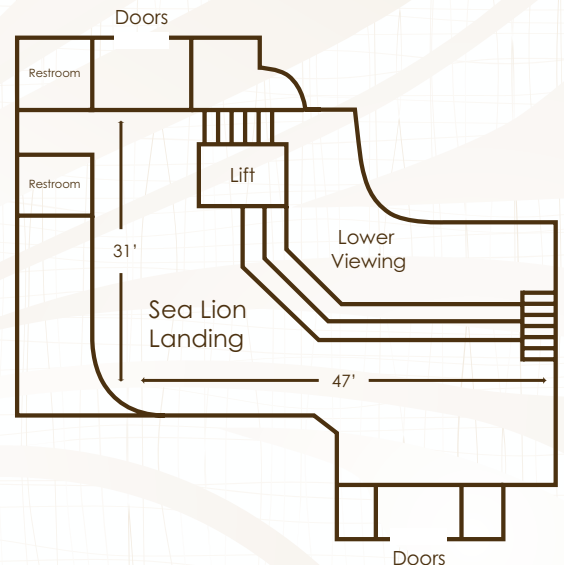 Doors
Restroom
Lift
Restroom
Lower
Viewing
31'
Sea Lion
Landing
47'
Doors